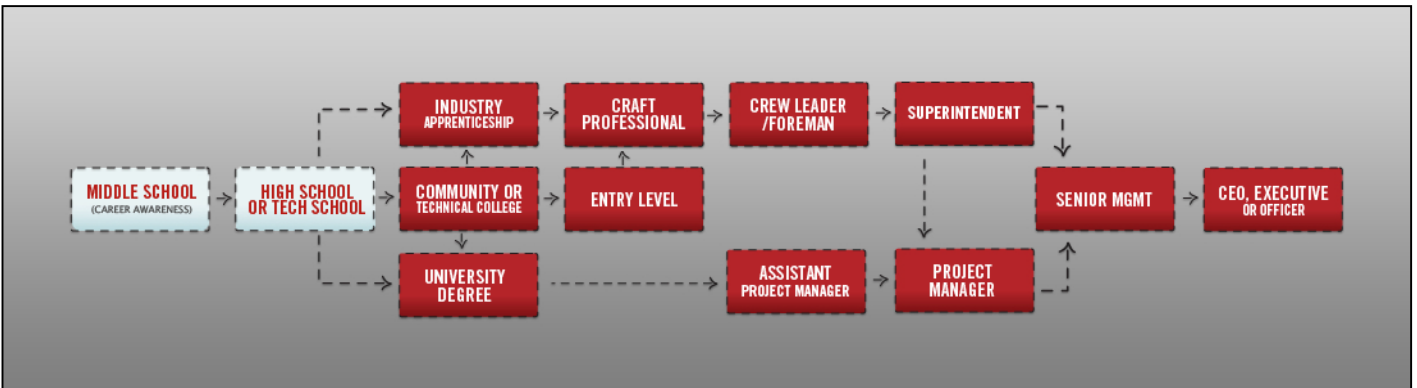 MIDDLE SCHOOL
(CAREER AWARENESS)
HIGH SCHOOL
OR TECH SCHOOL
INDUSTRY
APPRENTICESHIP
COMMUNITY OR
TECHNICAL COLLEGE
UNIVERSITY
DEGREE
CRAFT
PROFESSIONAL
ENTRY LEVEL
CREW LEADER
/FOREMAN
ASSISTANT
PROJECT MANAGER
SUPERINTENDENT
PROJECT
MANAGER
SENIOR MGMT
CEO, EXECUTIVE
OR OFFICER